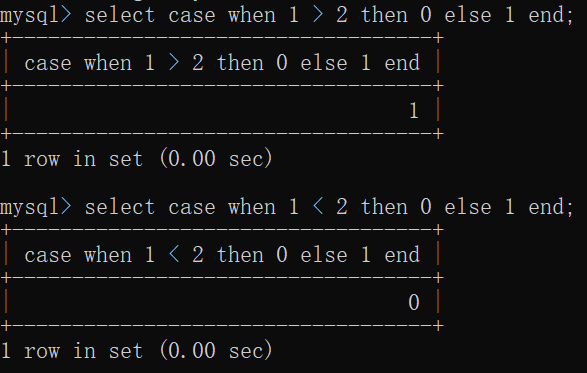 mysql> select case when 1 > 2 then 0 else 1 end;
+-----------------------------------+
| case when 1 > 2 then 0 else 1 end |
+-----------------------------------+
|                                 1 |
+-----------------------------------+
1 row in set (0.00 sec)

mysql> select case when 1 < 2 then 0 else 1 end;
+-----------------------------------+
| case when 1 < 2 then 0 else 1 end |
+-----------------------------------+
|                                 0 |
+-----------------------------------+
1 row in set (0.00 sec)